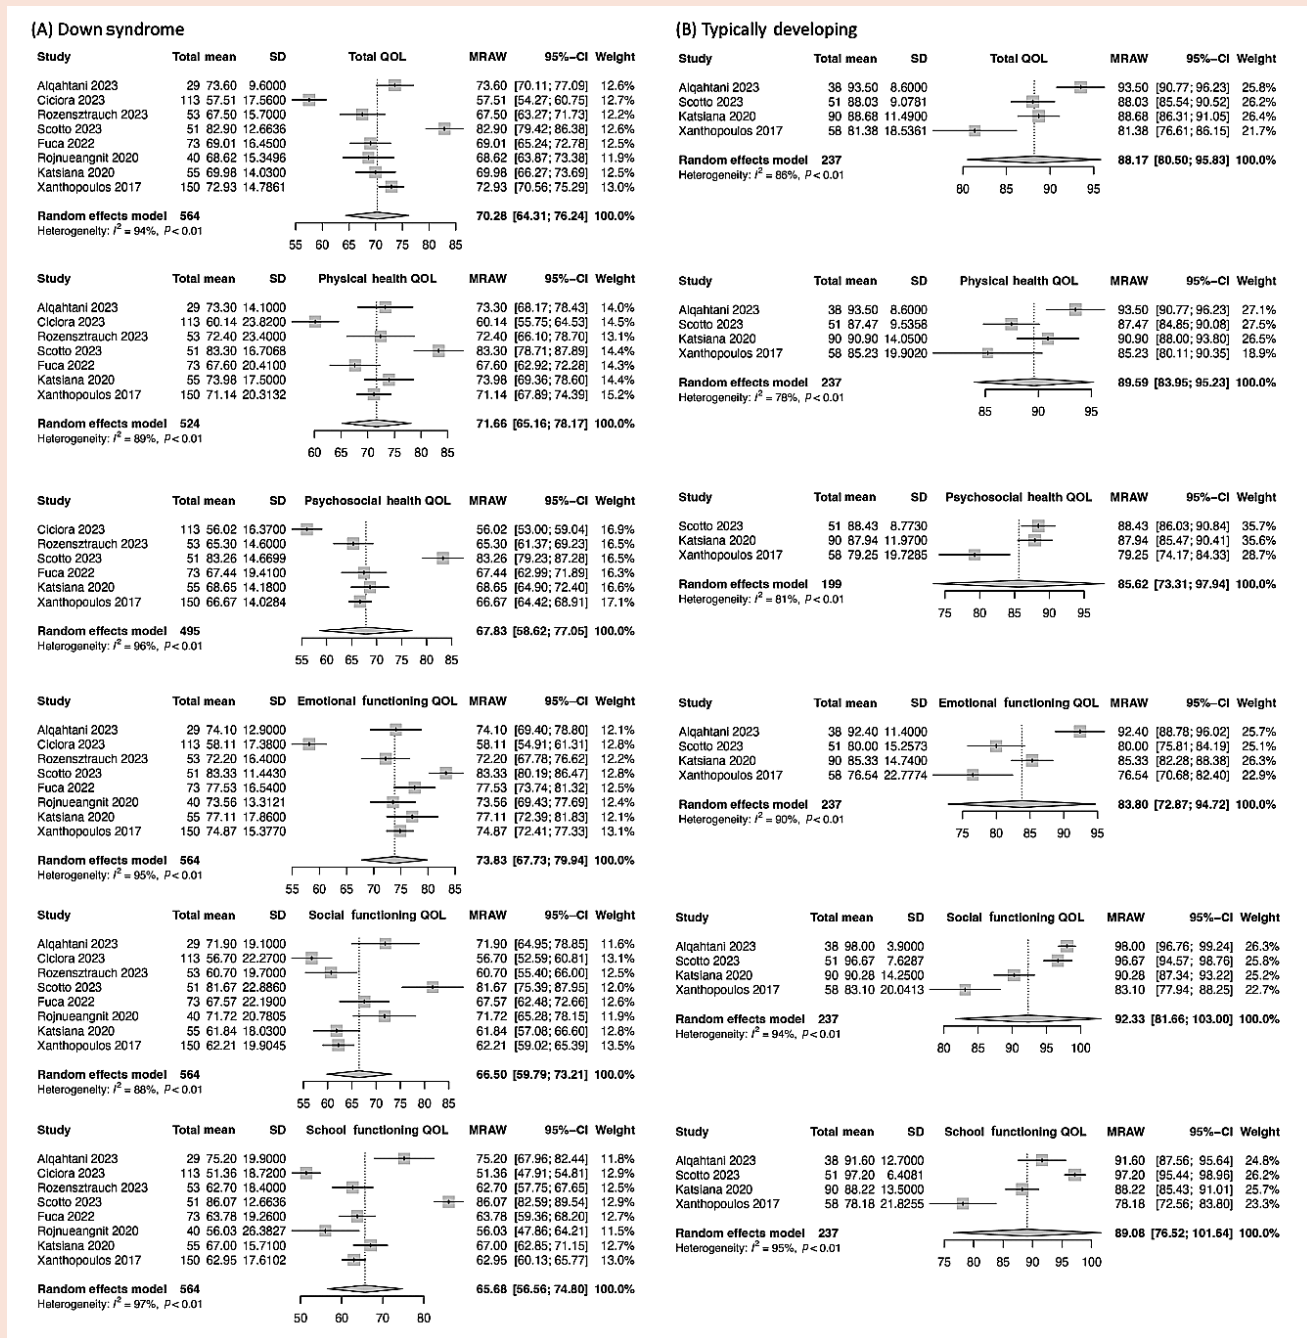 (A) Down syndrome
Study Total mean SD Total QOL MRAW 95%-CI Weight
Alqahtani 2023 29 73.60 9.6000 73.60 [70.11; 77.09] 12.6%
Ciciora 2023 113 57.51 17.5600 57.51 [54.27; 60.75] 12.7%
Rozensztrauch 2023 53 67.50 15.7000 67.50 [63.27; 71.73] 12.2%
Scotto 2023 51 82.90 12.6636 82.90 [79.42; 86.38] 12.6%
Fuca 2022 73 69.01 16.4500 69.01 [65.24; 72.78] 12.5%
Rojnueangnit 2020 40 68.62 15.3496 68.62 [63.87; 73.38] 11.9%
Katsiana 2020 55 69.98 14.0300 69.98 [66.27; 73.69] 12.5%
Xanthopoulos 2017 150 72.93 14.7861 72.93 [70.56; 75.29] 13.0%
Random effects model 564 70.28 [64.31; 76.24] 100.0%
Heterogeneity: I² = 94%, P < 0.01
55 60 65 70 75 80 85
Study Total mean SD Physical health QOL MRAW 95%-CI Weight
Alqahtani 2023 29 73.30 14.1000 73.30 [68.17; 78.43] 14.0%
Ciciora 2023 113 60.14 23.8200 60.14 [55.75; 64.53] 14.5%
Rozensztrauch 2023 53 72.40 23.4000 72.40 [66.10; 78.70] 13.1%
Scotto 2023 51 83.30 16.7068 83.30 [78.71; 87.89] 14.4%
Fuca 2022 73 67.60 20.4100 67.60 [62.92; 72.28] 14.3%
Katsiana 2020 55 73.98 17.5000 73.98 [69.36; 78.60] 14.4%
Xanthopoulos 2017 150 71.14 20.3132 71.14 [67.89; 74.39] 15.2%
Random effects model 524 71.66 [65.16; 78.17] 100.0%
Heterogeneity: I² = 89%, P < 0.01
60 65 70 75 80 85
Study Total mean SD Psychosocial health QOL MRAW 95%-CI Weight
Ciciora 2023 113 56.02 16.3700 56.02 [53.00; 59.04] 16.9%
Rozensztrauch 2023 53 65.30 14.6000 65.30 [61.37; 69.23] 16.5%
Scotto 2023 51 83.26 14.6699 83.26 [79.23; 87.28] 16.5%
Fuca 2022 73 67.44 19.4100 67.44 [62.99; 71.89] 16.3%
Katsiana 2020 55 68.65 14.1800 68.65 [64.90; 72.40] 16.6%
Xanthopoulos 2017 150 66.67 14.0284 66.67 [64.42; 68.91] 17.1%
Random effects model 495 67.83 [58.62; 77.05] 100.0%
Heterogeneity: I² = 96%, P < 0.01
55 60 65 70 75 80 85
Study Total mean SD Emotional functioning QOL MRAW 95%-CI Weight
Alqahtani 2023 29 74.10 12.9000 74.10 [69.40; 78.80] 12.1%
Ciciora 2023 113 58.11 17.3800 58.11 [54.91; 61.31] 12.8%
Rozensztrauch 2023 53 72.20 16.4000 72.20 [67.78; 76.62] 12.3%
Scotto 2023 51 83.33 11.4430 83.33 [80.19; 86.47] 12.8%
Fuca 2022 73 77.53 16.5400 77.53 [73.74; 81.32] 12.5%
Rojnueangnit 2020 40 73.56 13.3121 73.56 [69.43; 77.69] 12.4%
Katsiana 2020 55 77.11 17.8600 77.11 [72.39; 81.83] 12.1%
Xanthopoulos 2017 150 74.87 15.3770 74.87 [72.41; 77.33] 13.1%
Random effects model 564 73.83 [67.73; 79.94] 100.0%
Heterogeneity: I² = 95%, P < 0.01
55 60 65 70 75 80 85
Study Total mean SD Social functioning QOL MRAW 95%-CI Weight
Alqahtani 2023 29 71.90 19.1000 71.90 [64.95; 78.85] 11.6%
Ciciora 2023 113 56.70 22.2700 56.70 [52.59; 60.81] 13.1%
Rozensztrauch 2023 53 60.70 19.7000 60.70 [55.40; 66.00] 12.5%
Scotto 2023 51 81.67 22.8860 81.67 [75.39; 87.95] 12.0%
Fuca 2022 73 67.57 22.1900 67.57 [62.48; 72.66] 12.6%
Rojnueangnit 2020 40 71.72 20.7805 71.72 [65.28; 78.15] 11.9%
Katsiana 2020 55 61.84 18.0300 61.84 [57.08; 66.60] 12.8%
Xanthopoulos 2017 150 62.21 19.9045 62.21 [59.02; 65.39] 13.5%
Random effects model 564 66.50 [59.79; 73.21] 100.0%
Heterogeneity: I² = 88%, P < 0.01
55 60 65 70 75 80 85
Study Total mean SD School functioning QOL MRAW 95%-CI Weight
Alqahtani 2023 29 75.20 19.9000 75.20 [67.96; 82.44] 11.8%
Ciciora 2023 113 51.36 18.7200 51.36 [47.91; 54.81] 12.9%
Rozensztrauch 2023 53 62.70 18.4000 62.70 [57.75; 67.65] 12.5%
Scotto 2023 51 86.07 12.6636 86.07 [82.59; 89.54] 12.9%
Fuca 2022 73 63.78 19.2600 63.78 [59.36; 68.20] 12.7%
Rojnueangnit 2020 40 56.03 26.3827 56.03 [47.86; 64.21] 11.5%
Katsiana 2020 55 67.00 15.7100 67.00 [62.85; 71.15] 12.7%
Xanthopoulos 2017 150 62.95 17.6102 62.95 [60.13; 65.77] 13.0%
Random effects model 564 65.68 [56.56; 74.80] 100.0%
Heterogeneity: I² = 97%, P < 0.01
50 60 70 80
(B) Typically developing
Study Total mean SD Total QOL MRAW 95%-CI Weight
Alqahtani 2023 38 93.50 8.6000 93.50 [90.77; 96.23] 25.8%
Scotto 2023 51 88.03 9.0781 88.03 [85.54; 90.52] 26.2%
Katsiana 2020 90 88.68 11.4900 88.68 [86.31; 91.05] 26.4%
Xanthopoulos 2017 58 81.38 18.5361 81.38 [76.61; 86.15] 21.7%
Random effects model 237 88.17 [80.50; 95.83] 100.0%
Heterogeneity: I² = 86%, P < 0.01
80 85 90 95
Study Total mean SD Physical health QOL MRAW 95%-CI Weight
Alqahtani 2023 38 93.50 8.6000 93.50 [90.77; 96.23] 27.1%
Scotto 2023 51 87.47 9.5358 87.47 [84.85; 90.08] 27.5%
Katsiana 2020 90 90.90 14.0500 90.90 [88.00; 93.80] 26.5%
Xanthopoulos 2017 58 85.23 19.9020 85.23 [80.11; 90.35] 18.9%
Random effects model 237 89.59 [83.95; 95.23] 100.0%
Heterogeneity: I² = 78%, P < 0.01
85 90 95
Study Total mean SD Psychosocial health QOL MRAW 95%-CI Weight
Scotto 2023 51 88.43 8.7730 88.43 [86.03; 90.84] 35.7%
Katsiana 2020 90 87.94 11.9700 87.94 [85.47; 90.41] 35.6%
Xanthopoulos 2017 58 79.25 19.7285 79.25 [74.17; 84.33] 28.7%
Random effects model 199 85.62 [73.31; 97.94] 100.0%
Heterogeneity: I² = 81%, P < 0.01
75 80 85 90 95
Study Total mean SD Emotional functioning QOL MRAW 95%-CI Weight
Alqahtani 2023 38 92.40 11.4000 92.40 [88.78; 96.02] 25.7%
Scotto 2023 51 80.00 15.2573 80.00 [75.81; 84.19] 25.1%
Katsiana 2020 90 85.33 14.7400 85.33 [82.28; 88.38] 26.3%
Xanthopoulos 2017 58 76.54 22.7774 76.54 [70.68; 82.40] 22.9%
Random effects model 237 83.80 [72.87; 94.72] 100.0%
Heterogeneity: I² = 90%, P < 0.01
75 80 85 90 95
Study Total mean SD Social functioning QOL MRAW 95%-CI Weight
Alqahtani 2023 38 98.00 3.9000 98.00 [96.76; 99.24] 26.3%
Scotto 2023 51 96.67 7.6287 96.67 [94.57; 98.76] 25.8%
Katsiana 2020 90 90.28 14.2500 90.28 [87.34; 93.22] 25.2%
Xanthopoulos 2017 58 83.10 20.0413 83.10 [77.94; 88.25] 22.7%
Random effects model 237 92.33 [81.66; 103.00] 100.0%
Heterogeneity: I² = 94%, P < 0.01
80 85 90 95 100
Study Total mean SD School functioning QOL MRAW 95%-CI Weight
Alqahtani 2023 38 91.60 12.7000 91.60 [87.56; 95.64] 24.8%
Scotto 2023 51 97.20 6.4081 97.20 [95.44; 98.96] 26.2%
Katsiana 2020 90 88.22 13.5000 88.22 [85.43; 91.01] 25.7%
Xanthopoulos 2017 58 78.18 21.8255 78.18 [72.56; 83.80] 23.3%
Random effects model 237 89.08 [76.52; 101.64] 100.0%
Heterogeneity: I² = 95%, P < 0.01
75 80 85 90 95 100